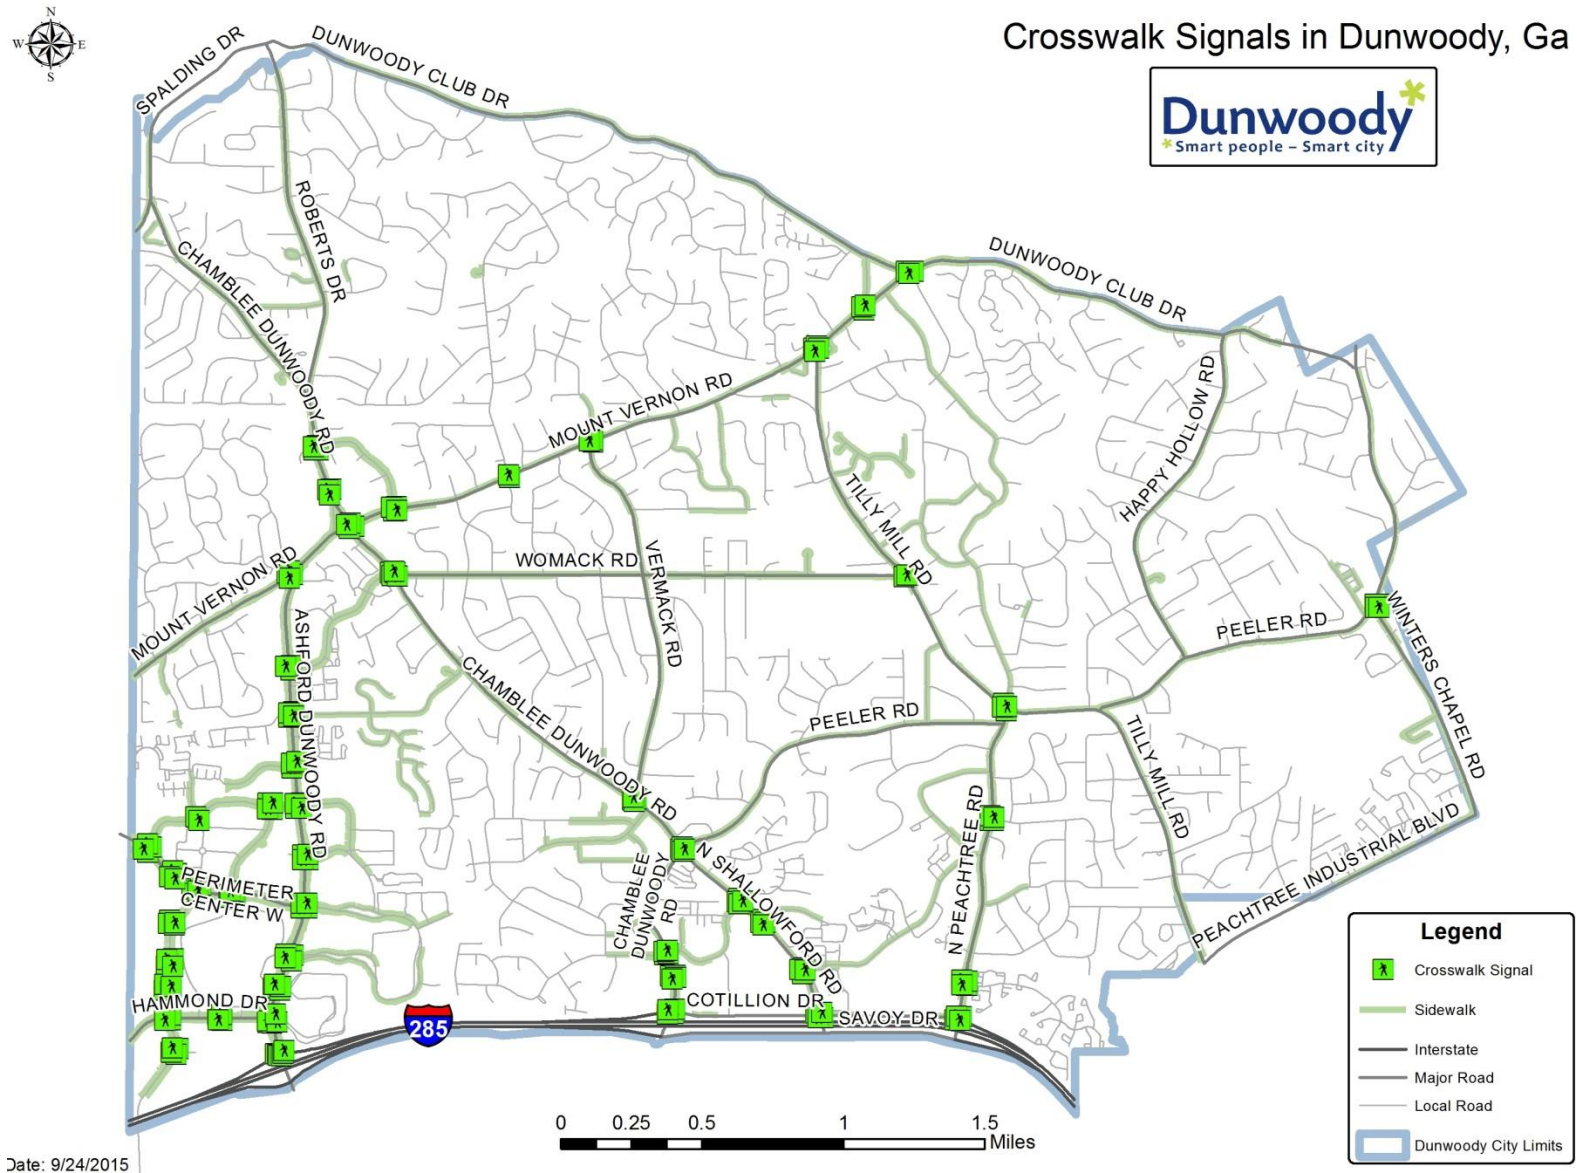 Crosswalk Signals in Dunwoody, Ga
Dunwoody
Smart people – Smart city
N
W E
S
SPALDING DR
DUNWOODY CLUB DR
ROBERTS DR
CHAMBLEE DUNWOODY RD
DUNWOODY CLUB DR
MOUNT VERNON RD
HAPPY HOLLOW RD
TILLY MILL RD
WOMACK RD
VERMACK RD
MOUNT VERNON RD
ASHFORD DUNWOODY RD
PEELER RD
WINTERS CHAPEL RD
CHAMBLEE DUNWOODY RD
PEELER RD
TILLY MILL RD
N PEACHTREE RD
PEACHTREE INDUSTRIAL BLVD
N SHALLOWFORD RD
CHAMBLEE
DUNWOODY
RD
PERIMETER
CENTER W
HAMMOND DR
COTILLION DR
SAVOY DR
285
0 0.25 0.5 1 1.5
Miles
Legend
Crosswalk Signal
Sidewalk
Interstate
Major Road
Local Road
Dunwoody City Limits
Date: 9/24/2015